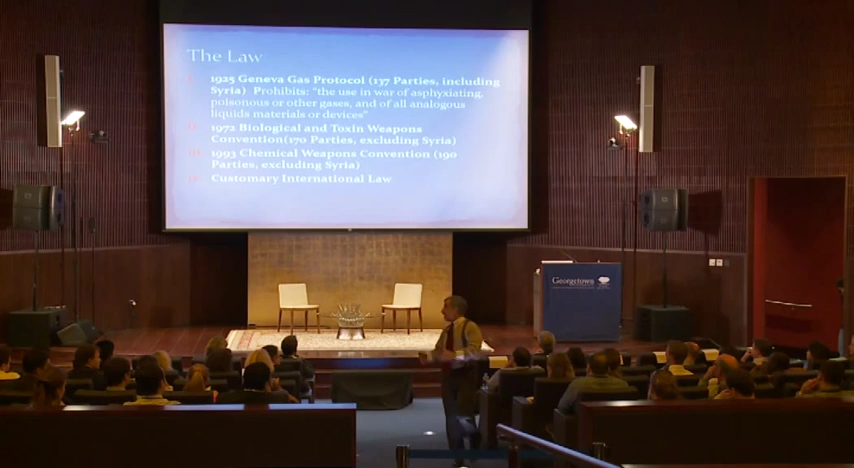 The Law
1925 Geneva Gas Protocol (137 Parties, including
Syria) Prohibits: "the use in war of asphyxiating,
poisonous or other gases, and of all analogous
liquids materials or devices"
1972 Biological and Toxin Weapons
Convention(170 Parties, excluding Syria)
1993 Chemical Weapons Convention (190
Parties, excluding Syria)
Customary International Law
Georgetown